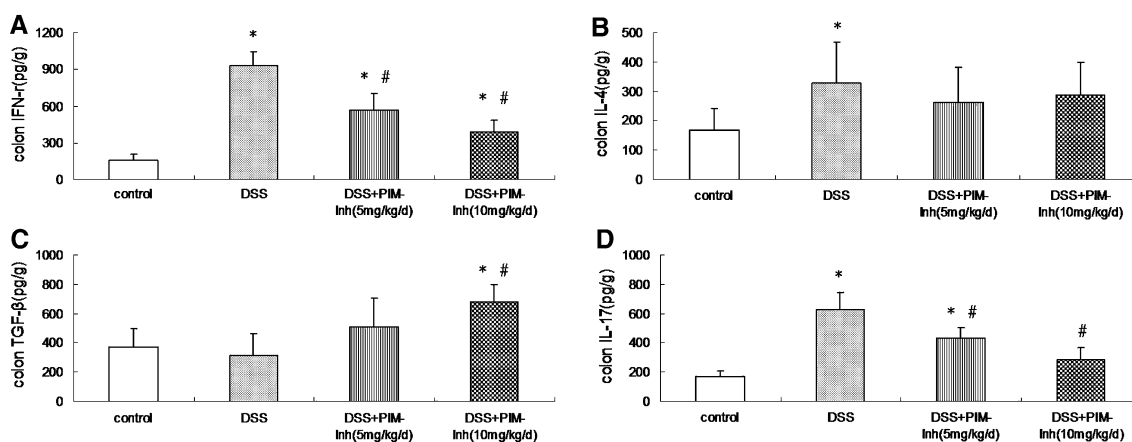 A
colon IFN-r(pg/g)
1200
900
600
300
0
*
* #
* #
control
DSS
DSS+PIM-
Inh(5mg/kg/d)
DSS+PIM-
Inh(10mg/kg/d)
B
colon IL-4(pg/g)
500
400
300
200
100
0
*
control
DSS
DSS+PIM-
Inh(5mg/kg/d)
DSS+PIM-
Inh(10mg/kg/d)
C
colon TGF-β(pg/g)
1000
800
600
400
200
0
* #
control
DSS
DSS+PIM-
Inh(5mg/kg/d)
DSS+PIM-
Inh(10mg/kg/d)
D
colon IL-17(pg/g)
1000
800
600
400
200
0
*
* #
#
control
DSS
DSS+PIM-
Inh(5mg/kg/d)
DSS+PIM-
Inh(10mg/kg/d)